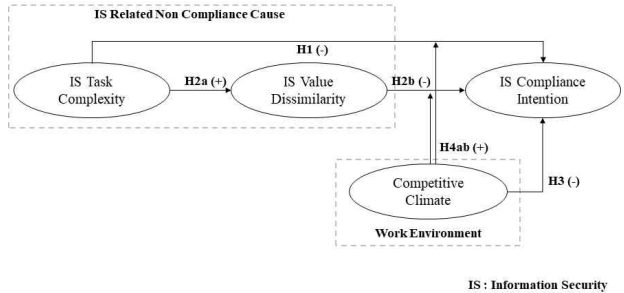 IS Related Non Compliance Cause
H1 (-)
IS Task
Complexity
H2a (+)
IS Value
Dissimilarity
H2b (-)
IS Compliance
Intention
H4ab (+)
Competitive
Climate
H3 (-)
Work Environment
IS : Information Security